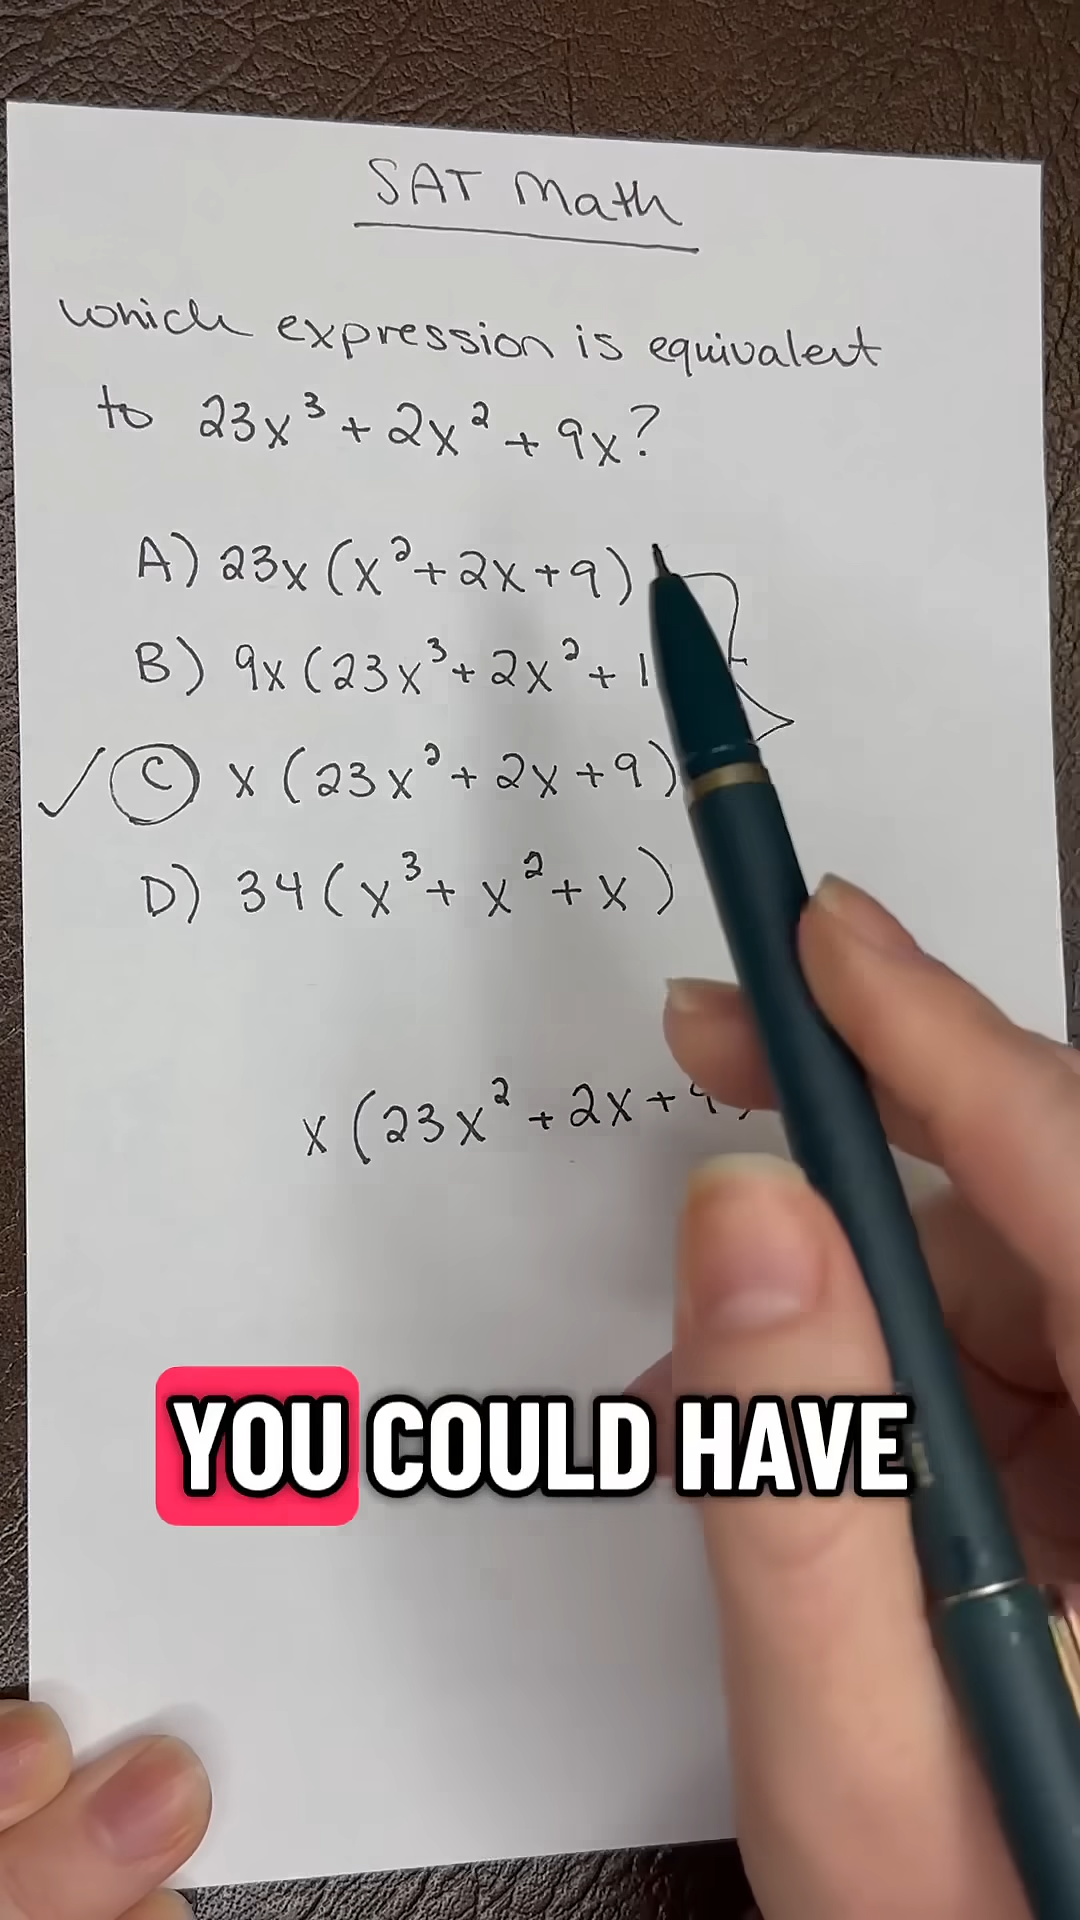 SAT Math
which expression is equivalent
to 23x³ + 2x² + 9x?
A) 23x (x² + 2x + 9)
B) 9x (23x³ + 2x² + 1
C) x (23x² + 2x + 9)
D) 34 (x³ + x² + x)
x (23x² + 2x + 9)
YOU COULD HAVE